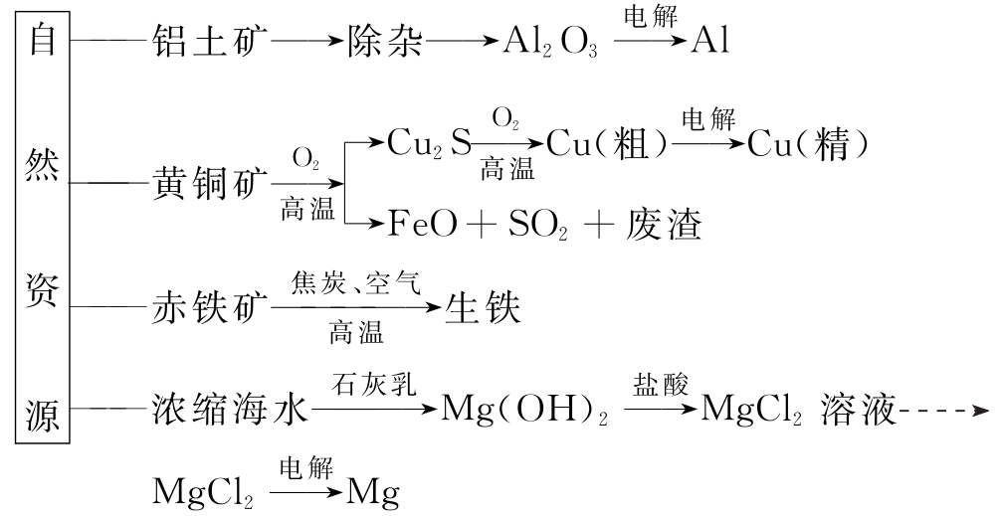 自然资源
铝土矿 → 除杂 → Al₂O₃ 电解→ Al
黄铜矿 O₂ 高温→
Cu₂S O₂ 高温→ Cu(粗) 电解→ Cu(精)
FeO + SO₂ + 废渣
赤铁矿 焦炭、空气 高温→ 生铁
浓缩海水 石灰乳→ Mg(OH)₂ 盐酸→ MgCl₂ 溶液 ---->
MgCl₂ 电解→ Mg